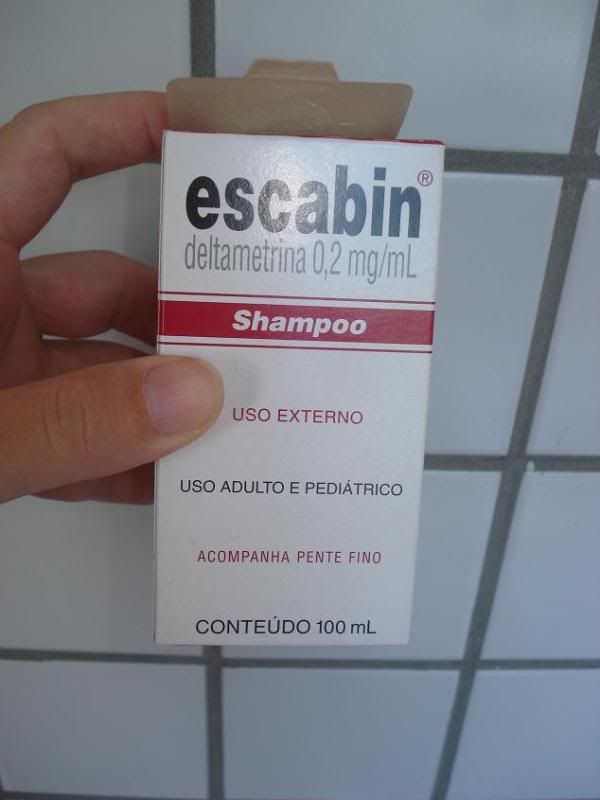 escabin®
deltametrina 0,2 mg/mL
Shampoo
USO EXTERNO
USO ADULTO E PEDIÁTRICO
ACOMPANHA PENTE FINO
CONTEÚDO 100 mL